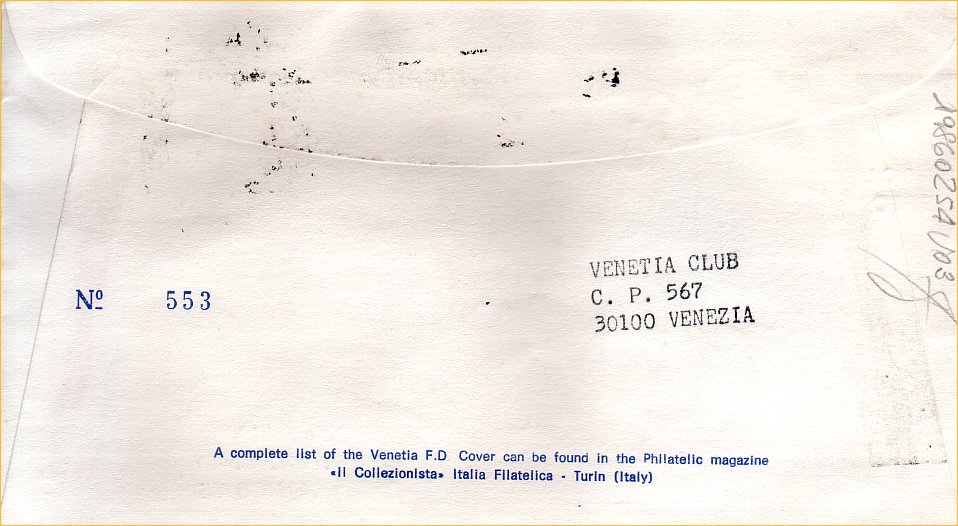 Nº 553
VENETIA CLUB
C. P. 567
30100 VENEZIA
A complete list of the Venetia F.D Cover can be found in the Philatelic magazine
«Il Collezionista» Italia Filatelica - Turin (Italy)